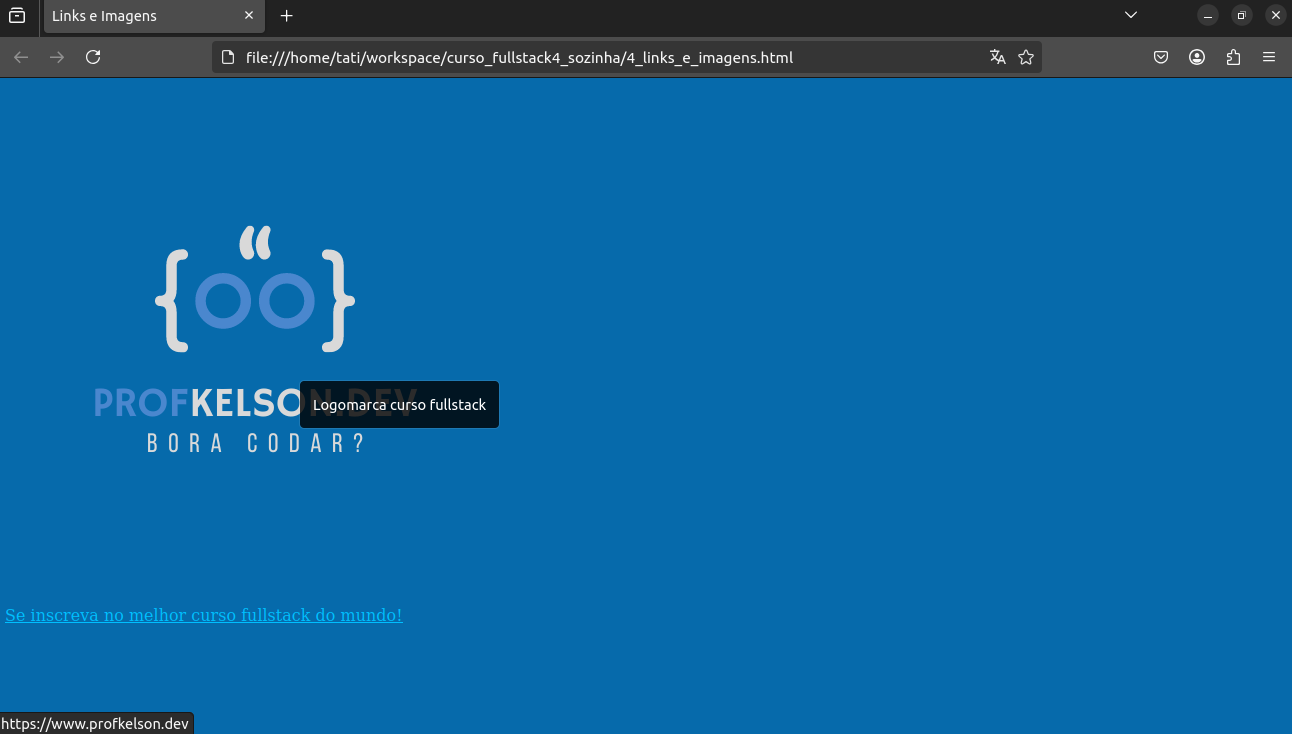 Links e Imagens
file:///home/tati/workspace/curso_fullstack4_sozinha/4_links_e_imagens.html
PROFKELSON.DEV
Logomarca curso fullstack
BORA CODAR?
Se inscreva no melhor curso fullstack do mundo!
https://www.profkelson.dev